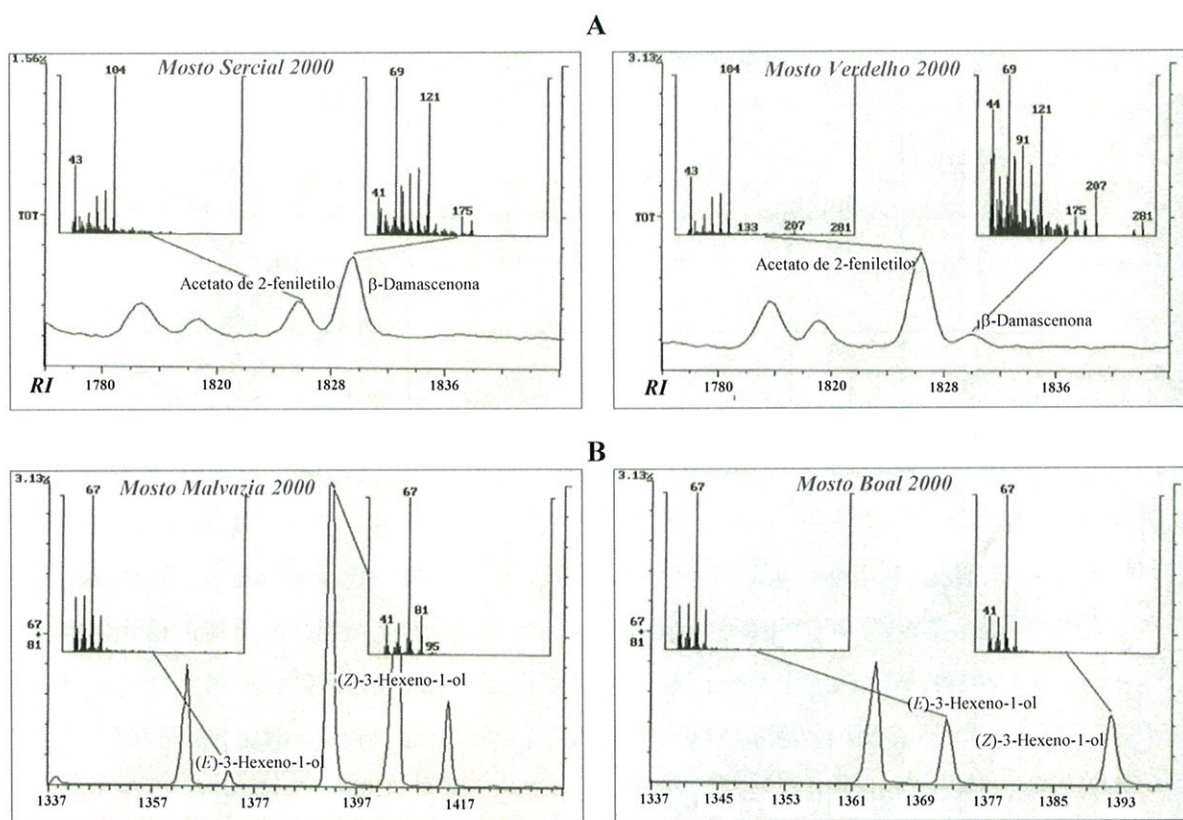 A
1.56% Mosto Sercial 2000
104
43
69
121
41
175
TOT
Acetato de 2-feniletilo
β-Damascenona
RI 1780 1820 1828 1836
3.13% Mosto Verdelho 2000
104
43
133 207 281
69
44
121
91
207
175
281
TOT
Acetato de 2-feniletilo
β-Damascenona
RI 1780 1820 1828 1836
B
3.13% Mosto Malvazia 2000
67
67
41
81
95
67
+
81
(Z)-3-Hexeno-1-ol
(E)-3-Hexeno-1-ol
1337 1357 1377 1397 1417
3.13% Mosto Boal 2000
67
67
41
67
+
81
(E)-3-Hexeno-1-ol
(Z)-3-Hexeno-1-ol
1337 1345 1353 1361 1369 1377 1385 1393